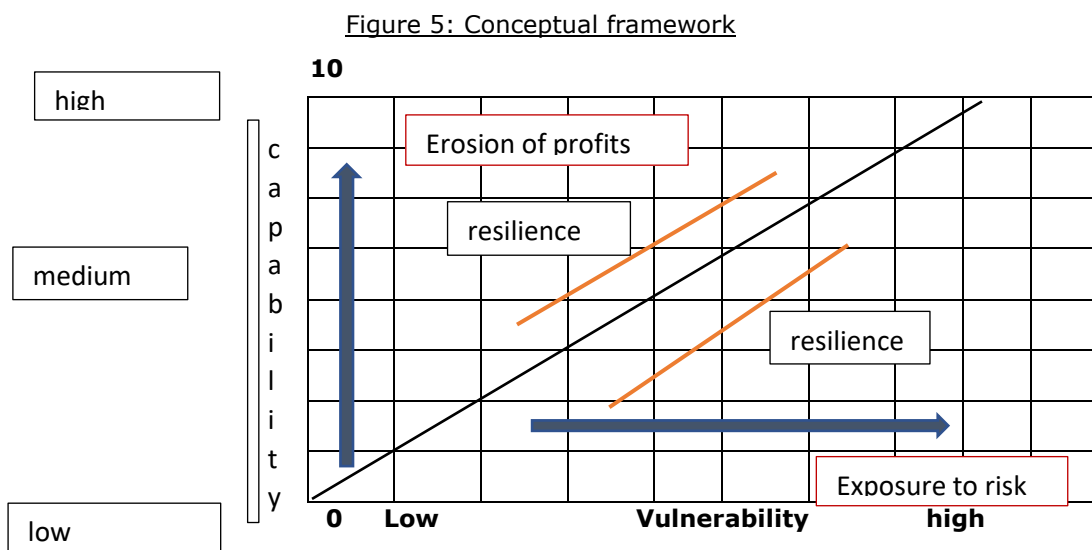 Figure 5: Conceptual framework
10
high
Erosion of profits
capability
resilience
medium
resilience
Exposure to risk
low
0 Low Vulnerability high